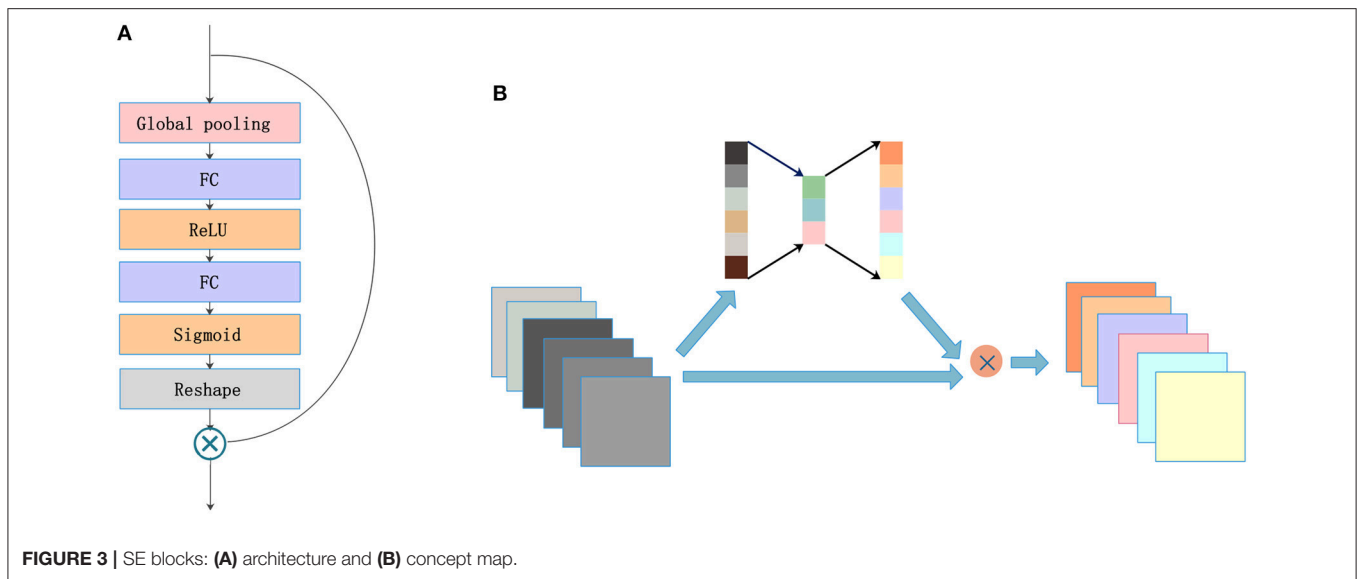 A
Global pooling
FC
ReLU
FC
Sigmoid
Reshape
B
FIGURE 3 | SE blocks: (A) architecture and (B) concept map.